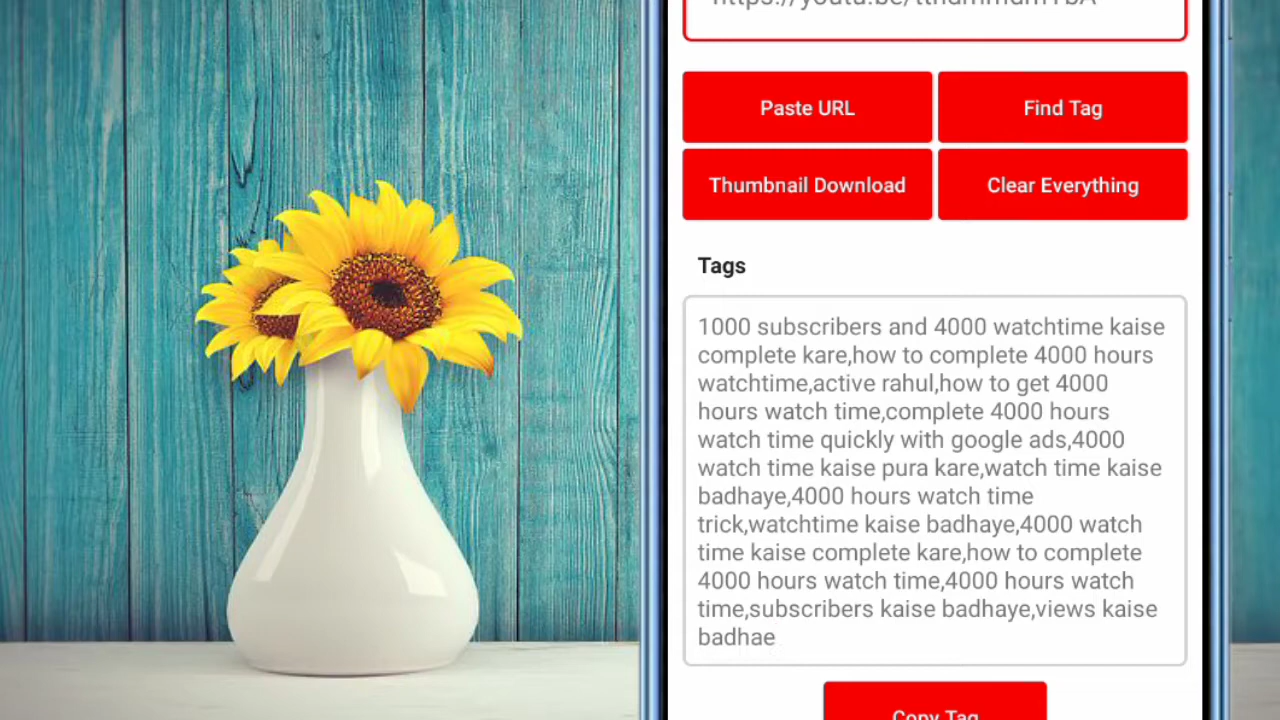 Paste URL
Find Tag
Thumbnail Download
Clear Everything
Tags
1000 subscribers and 4000 watchtime kaise
complete kare,how to complete 4000 hours
watchtime,active rahul,how to get 4000
hours watch time,complete 4000 hours
watch time quickly with google ads,4000
watch time kaise pura kare,watch time kaise
badhaye,4000 hours watch time
trick,watchtime kaise badhaye,4000 watch
time kaise complete kare,how to complete
4000 hours watch time,4000 hours watch
time,subscribers kaise badhaye,views kaise
badhae
Copy Tag